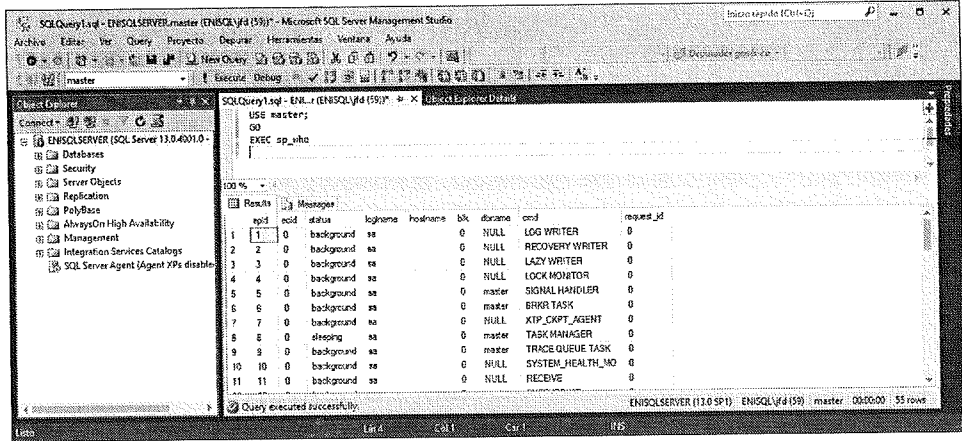 SQLQuery1.sql - ENISQLSERVER.master (ENISQL\jfd (59))* - Microsoft SQL Server Management Studio
Inicio rápido (Ctrl+Q)
Archivo Editar Ver Query Proyecto Depurar Herramientas Ventana Ayuda
New Query
master
Execute Debug
Object Explorer
SQLQuery1.sql - ENI...r (ENISQL\jfd (59))* Object Explorer Details
Propiedades
Connect
USE master;
GO
EXEC sp_who
ENISQLSERVER (SQL Server 13.0.4001.0 -
Databases
Security
Server Objects
Replication
PolyBase
AlwaysOn High Availability
Management
Integration Services Catalogs
SQL Server Agent (Agent XPs disable
100 %
Results Messages
spid ecid status loginame hostname blk dbname cmd request_id
1 1 0 background sa 0 NULL LOG WRITER 0
2 2 0 background sa 0 NULL RECOVERY WRITER 0
3 3 0 background sa 0 NULL LAZY WRITER 0
4 4 0 background sa 0 NULL LOCK MONITOR 0
5 5 0 background sa 0 master SIGNAL HANDLER 0
6 6 0 background sa 0 master BRKR TASK 0
7 7 0 background sa 0 NULL XTP_CKPT_AGENT 0
8 8 0 sleeping sa 0 master TASK MANAGER 0
9 9 0 background sa 0 master TRACE QUEUE TASK 0
10 10 0 background sa 0 NULL SYSTEM_HEALTH_MO 0
11 11 0 background sa 0 NULL RECEIVE 0
Query executed successfully.
ENISQLSERVER (13.0 SP1) ENISQL\jfd (59) master 00:00:00 55 rows
Listo
Lín 4 Col 1 Car 1 INS